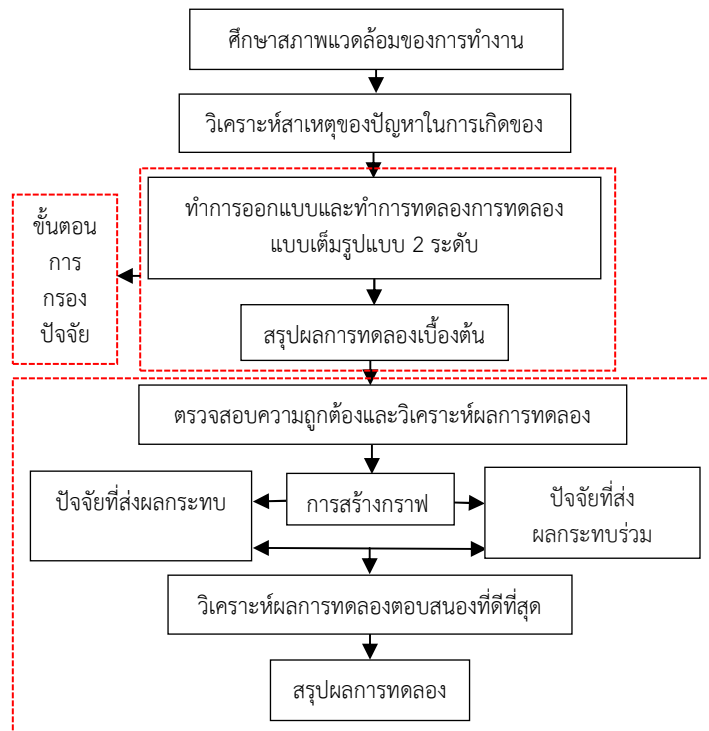 ศึกษาสภาพแวดล้อมของการทำงาน
วิเคราะห์สาเหตุของปัญหาในการเกิดของ
ทำการออกแบบและทำการทดลองการทดลอง
แบบเต็มรูปแบบ 2 ระดับ
ขั้นตอน
การ
กรอง
ปัจจัย
สรุปผลการทดลองเบื้องต้น
ตรวจสอบความถูกต้องและวิเคราะห์ผลการทดลอง
ปัจจัยที่ส่งผลกระทบ
การสร้างกราฟ
ปัจจัยที่ส่ง
ผลกระทบร่วม
วิเคราะห์ผลการทดลองตอบสนองที่ดีที่สุด
สรุปผลการทดลอง